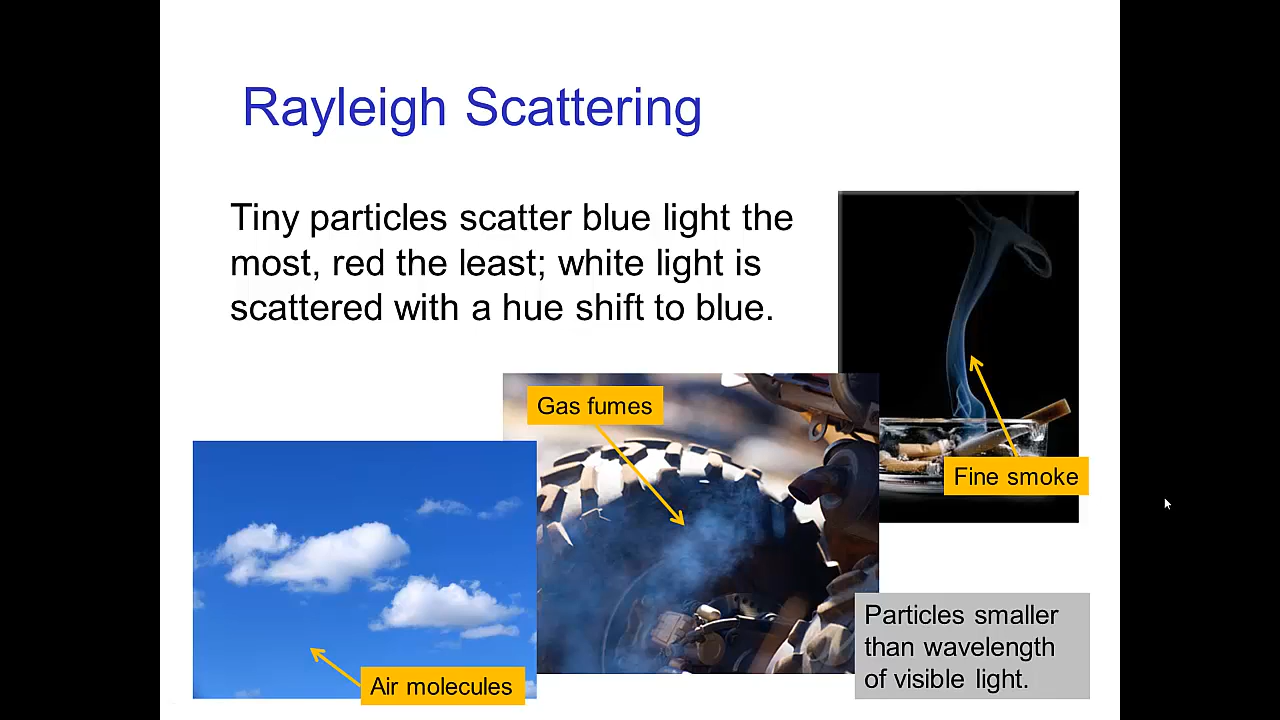 Rayleigh Scattering
Tiny particles scatter blue light the
most, red the least; white light is
scattered with a hue shift to blue.
Gas fumes
Fine smoke
Particles smaller
than wavelength
of visible light.
Air molecules